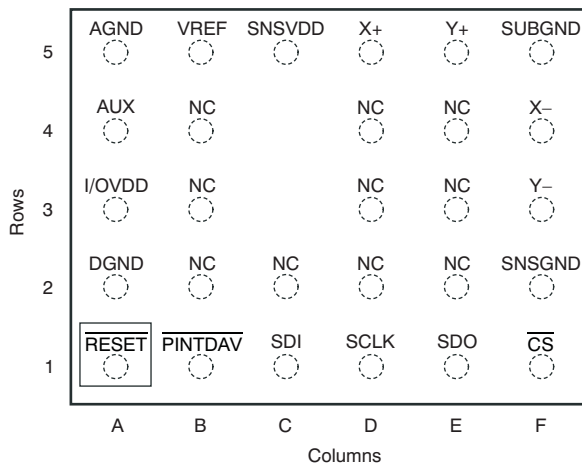 AGND VREF SNSVDD X+ Y+ SUBGND
5
AUX NC NC NC X–
4
I/OVDD NC NC NC Y–
3
Rows
DGND NC NC NC NC SNSGND
2
RESET PINTDAV SDI SCLK SDO CS
1
A B C D E F
Columns